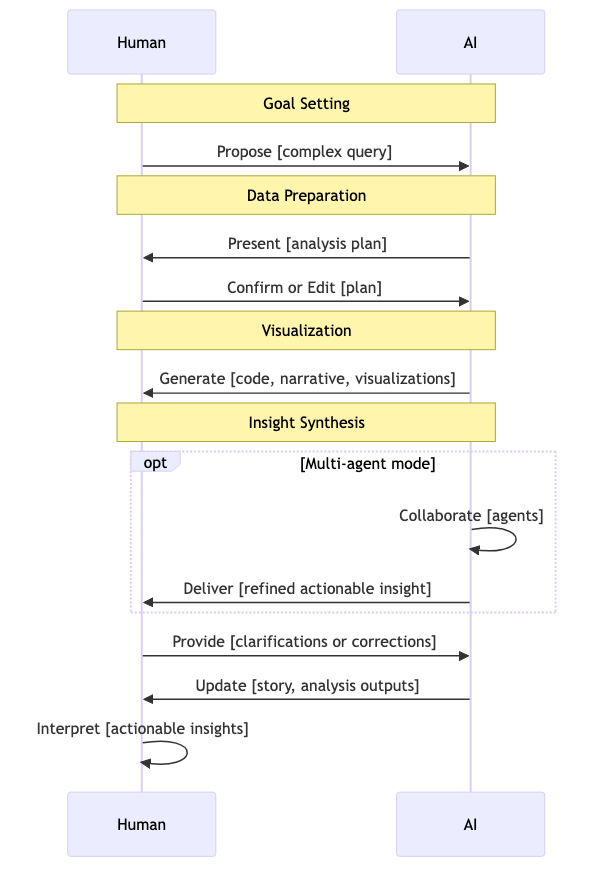 Human
AI
Goal Setting
Propose [complex query]
Data Preparation
Present [analysis plan]
Confirm or Edit [plan]
Visualization
Generate [code, narrative, visualizations]
Insight Synthesis
opt
[Multi-agent mode]
Collaborate [agents]
Deliver [refined actionable insight]
Provide [clarifications or corrections]
Update [story, analysis outputs]
Interpret [actionable insights]
Human
AI